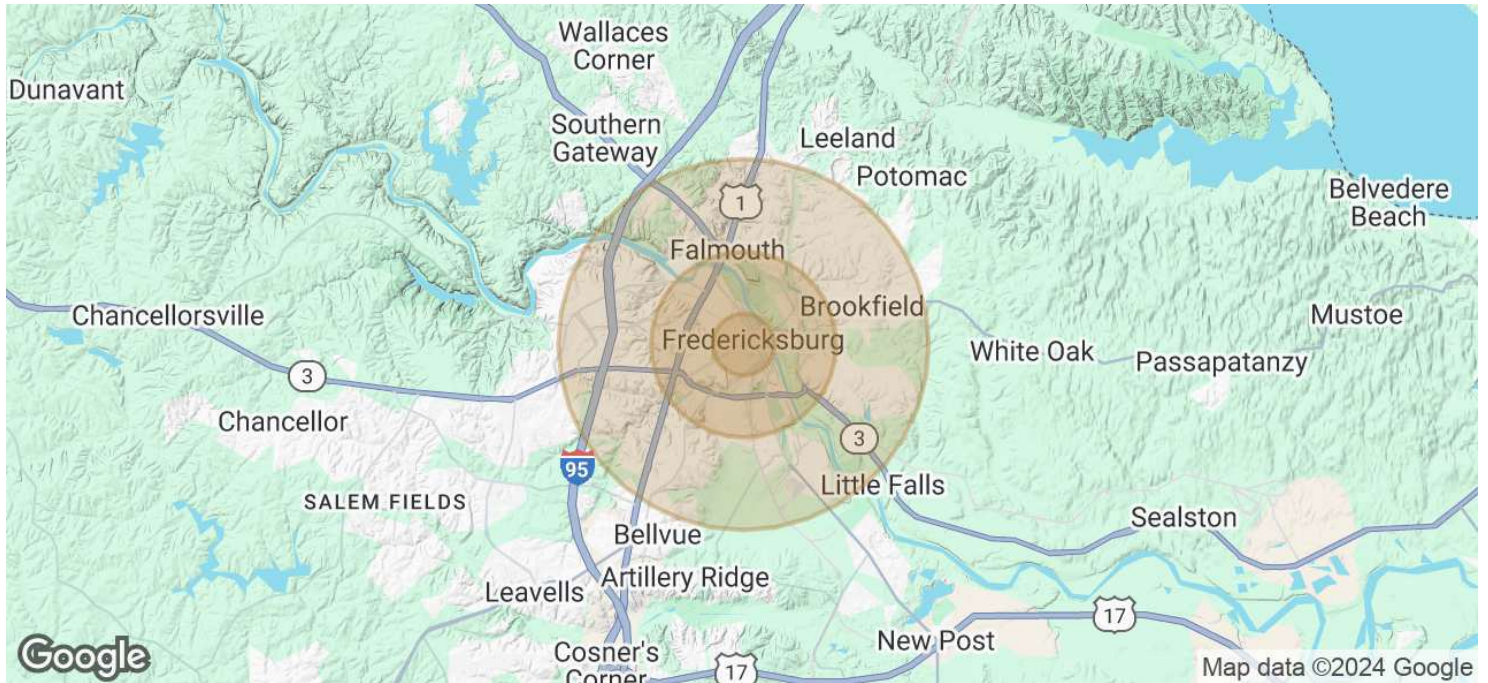 Wallaces
Corner
Dunavant
Southern
Gateway
Leeland
Potomac
Belvedere
Beach
1
Falmouth
Brookfield
Mustoe
Chancellorsville
Fredericksburg
White Oak
Passapatanzy
3
Chancellor
3
95
Little Falls
SALEM FIELDS
Sealston
Bellvue
Artillery Ridge
Leavells
17
New Post
Cosner's
Corner
17
Google
Map data ©2024 Google